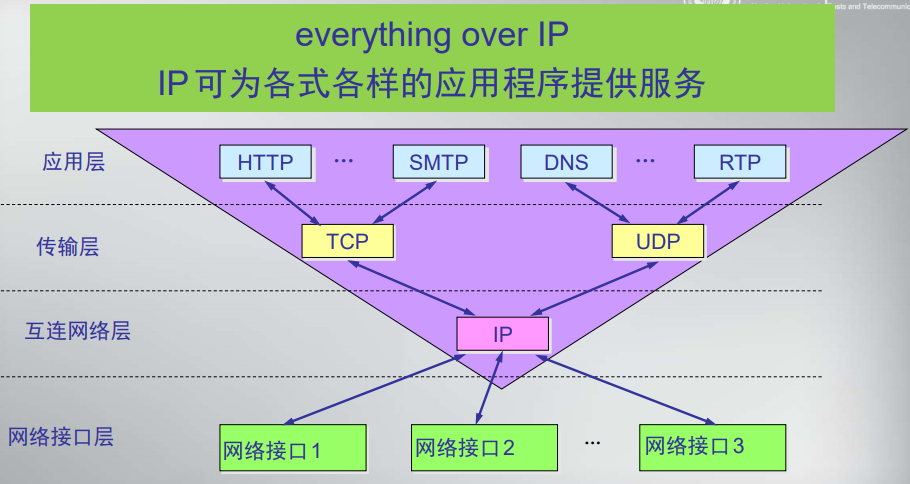 ets and Telecommunic
everything over IP
IP可为各式各样的应用程序提供服务
应用层 HTTP … SMTP DNS … RTP
传输层 TCP UDP
互连网络层 IP
网络接口层 网络接口1 网络接口2 … 网络接口3